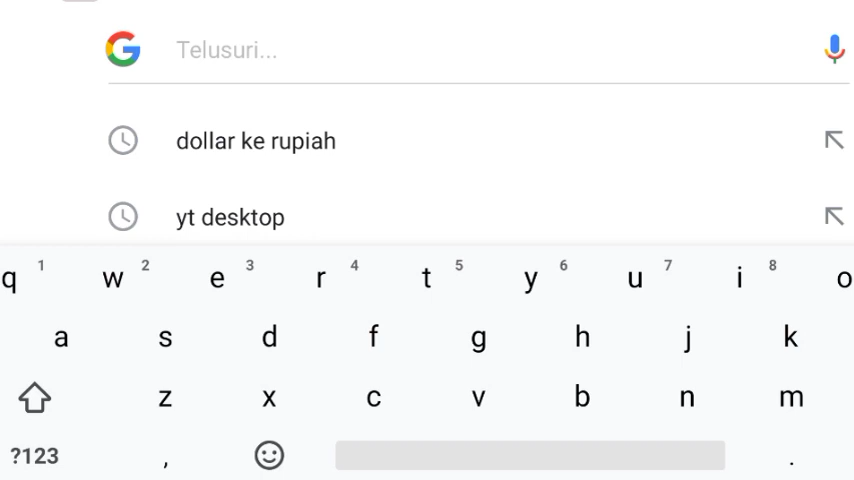 Telusuri...
dollar ke rupiah
yt desktop
q 1 w 2 e 3 r 4 t 5 y 6 u 7 i 8 o
a s d f g h j k
z x c v b n m
?123 , .